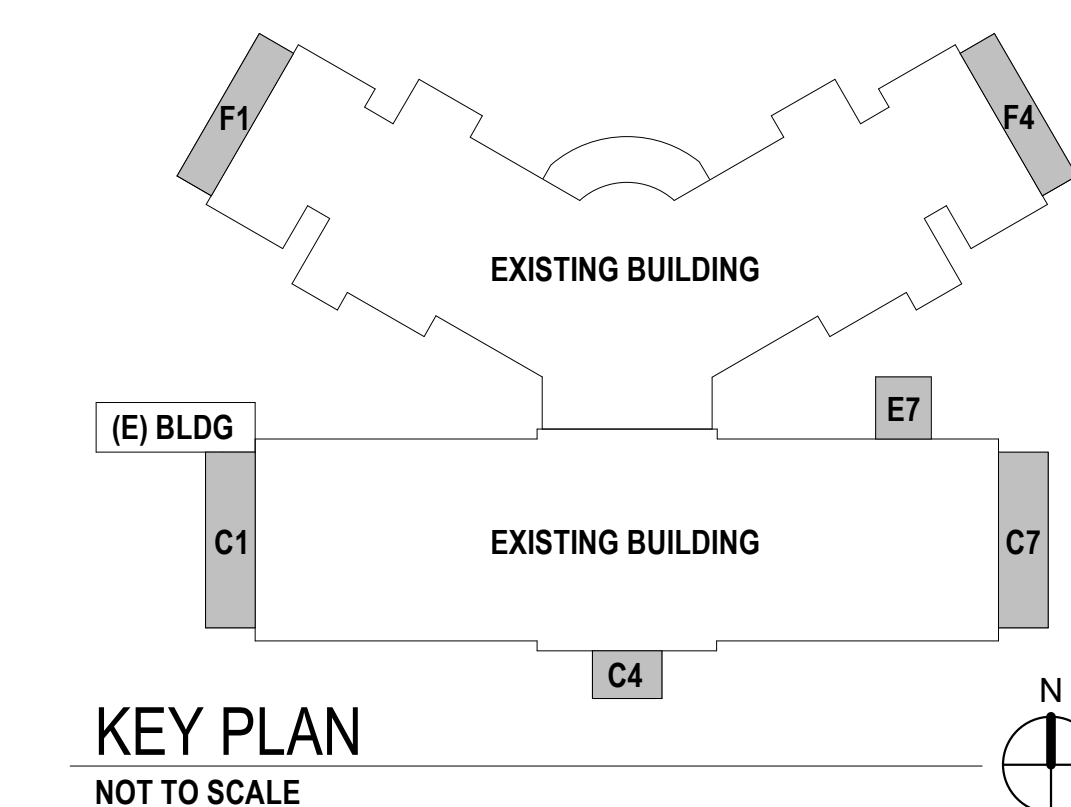 F1
F4
EXISTING BUILDING
E7
(E) BLDG
C1
EXISTING BUILDING
C7
C4
N
KEY PLAN
NOT TO SCALE